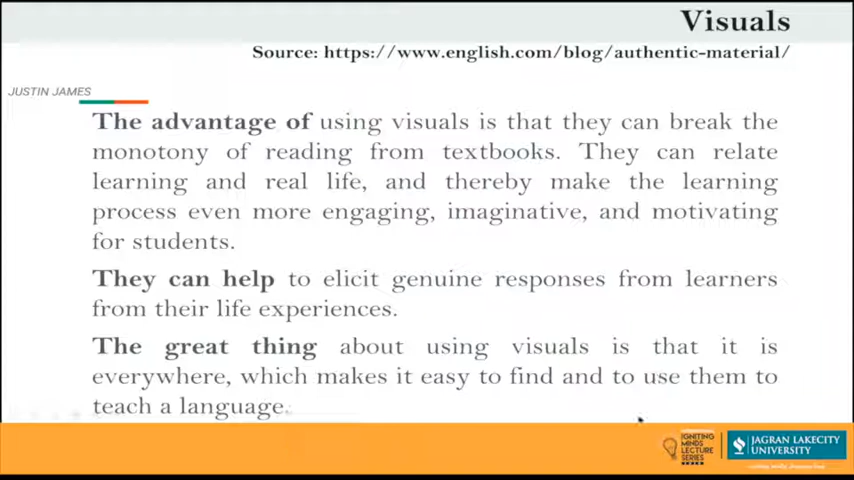 Visuals
Source: https://www.english.com/blog/authentic-material/
JUSTIN JAMES
The advantage of using visuals is that they can break the
monotony of reading from textbooks. They can relate
learning and real life, and thereby make the learning
process even more engaging, imaginative, and motivating
for students.
They can help to elicit genuine responses from learners
from their life experiences.
The great thing about using visuals is that it is
everywhere, which makes it easy to find and to use them to
teach a language.
IGNITING
MINDS
LECTURE
SERIES
JAGRAN LAKECITY
UNIVERSITY